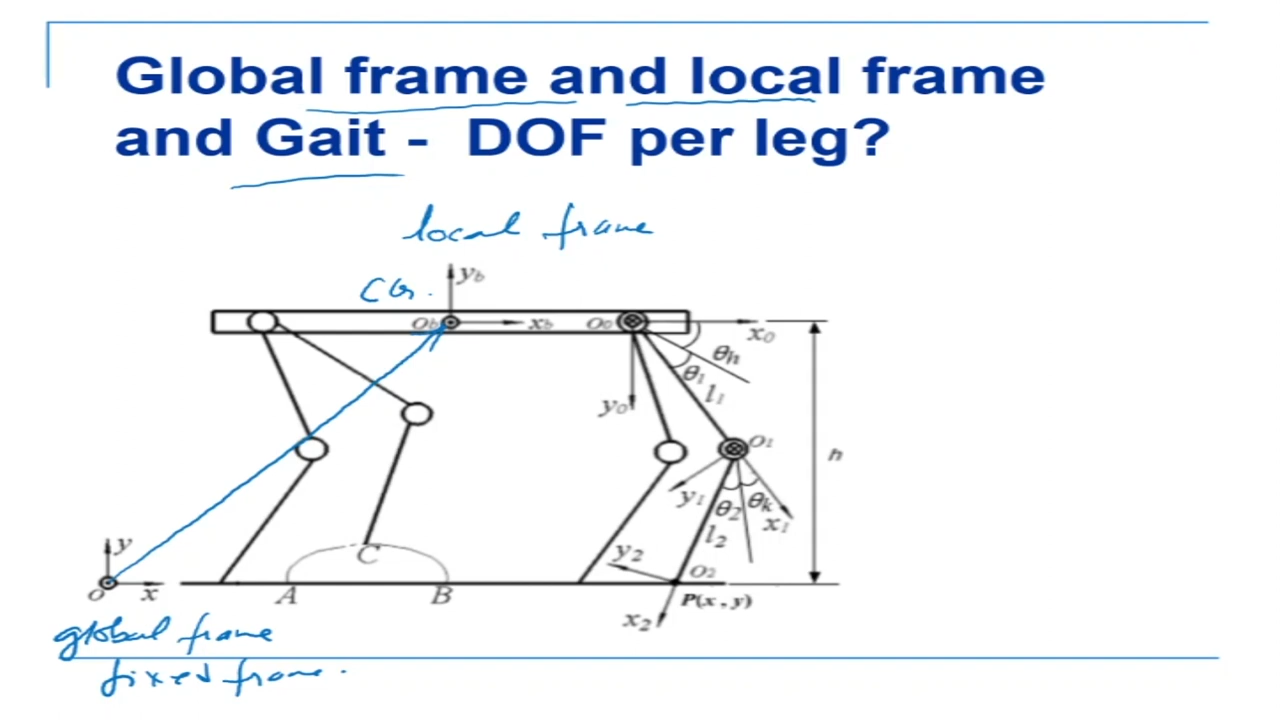 Global frame and local frame
and Gait - DOF per leg?
local frame
CG.
yb
Ob
xb
O0
x0
θh
θ1
l1
y0
O1
h
y1
θ2
θk
x1
l2
C
y
y2
O2
o
x
A
B
P(x, y)
x2
global frame
fixed frame.